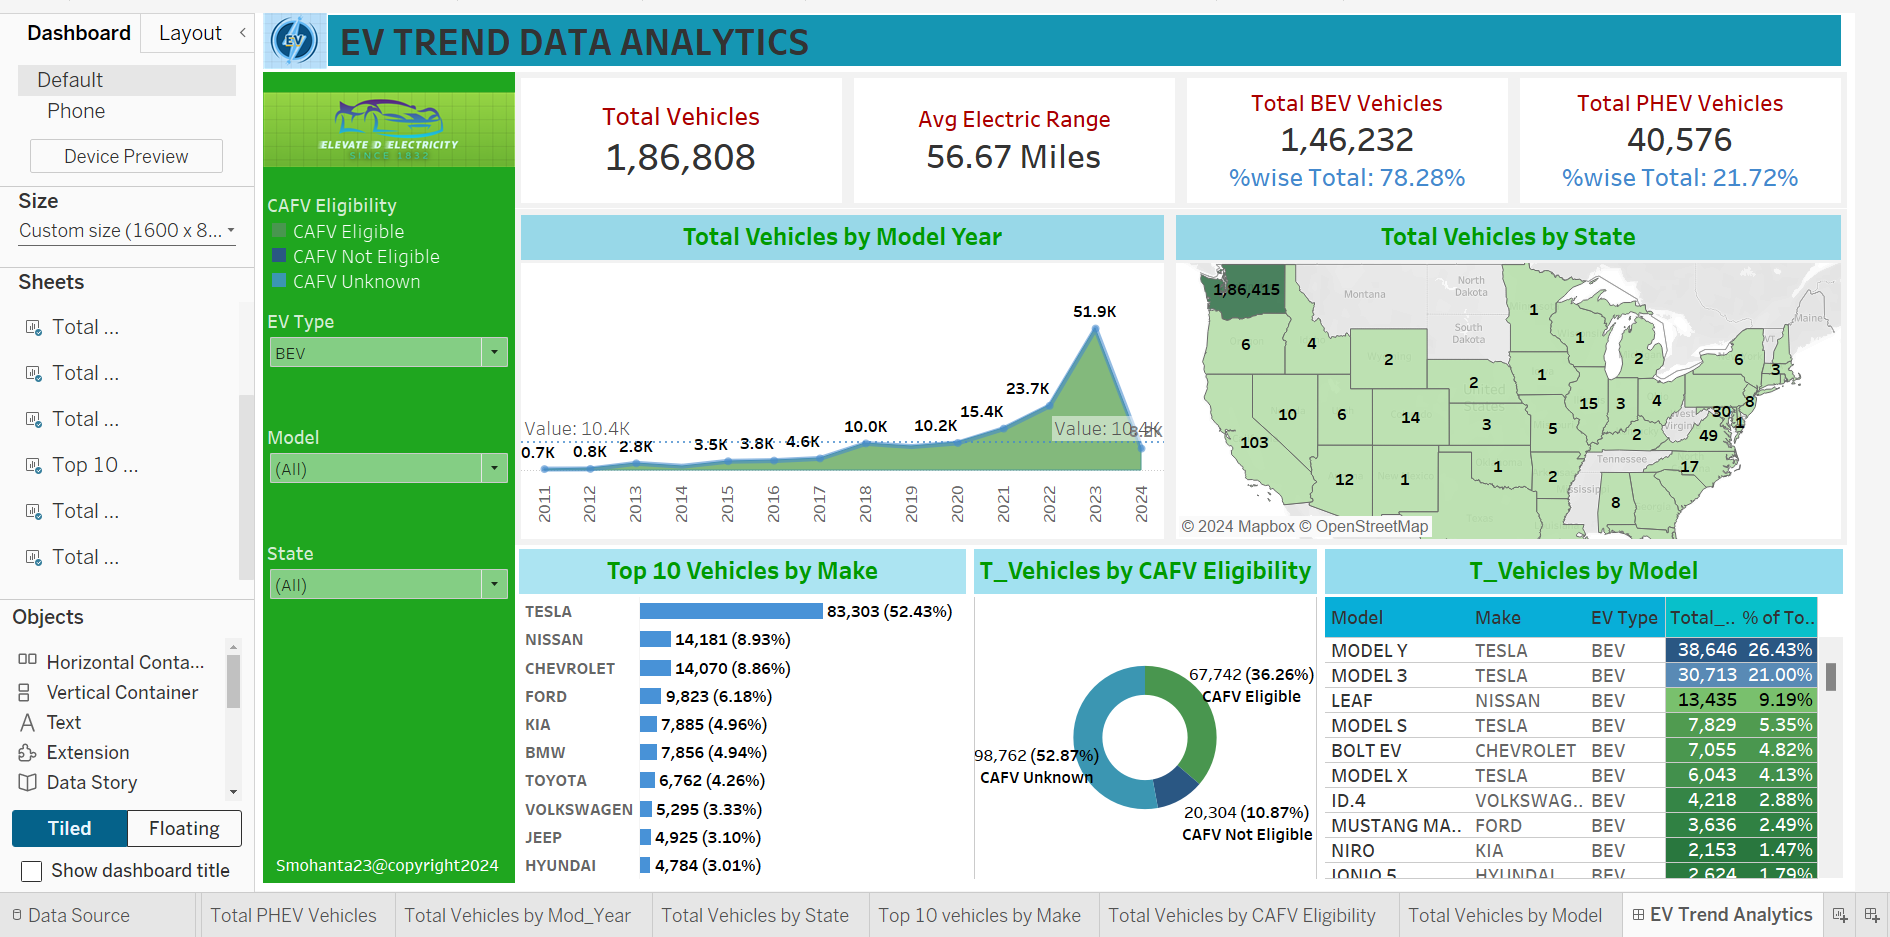 Dashboard
Layout
Default
Phone
Device Preview
Size
Custom size (1600 x 8...
Sheets
Total ...
Total ...
Total ...
Top 10 ...
Total ...
Total ...
Objects
Horizontal Conta...
Vertical Container
Text
Extension
Data Story
Tiled
Floating
Show dashboard title
EV
EV TREND DATA ANALYTICS
ELEVATE D ELECTRICITY
SINCE 1832
CAFV Eligibility
CAFV Eligible
CAFV Not Eligible
CAFV Unknown
EV Type
BEV
Model
(All)
State
(All)
Smohanta23@copyright2024
Total Vehicles
1,86,808
Avg Electric Range
56.67 Miles
Total BEV Vehicles
1,46,232
%wise Total: 78.28%
Total PHEV Vehicles
40,576
%wise Total: 21.72%
Total Vehicles by Model Year
51.9K
23.7K
15.4K
10.0K
10.2K
Value: 10.4K
Value: 10.4K
0.7K
0.8K
2.8K
3.5K
3.8K
4.6K
2011
2012
2013
2014
2015
2016
2017
2018
2019
2020
2021
2022
2023
2024
Total Vehicles by State
1,86,415
Montana
North Dakota
South Dakota
Maine
VT
United States
West Virginia
Tennessee
Texas
Georgia
1
6
4
2
1
2
6
3
2
1
10
6
14
15
3
4
30
8
1
103
3
5
2
49
12
1
1
2
17
8
© 2024 Mapbox © OpenStreetMap
Top 10 Vehicles by Make
TESLA 83,303 (52.43%)
NISSAN 14,181 (8.93%)
CHEVROLET 14,070 (8.86%)
FORD 9,823 (6.18%)
KIA 7,885 (4.96%)
BMW 7,856 (4.94%)
TOYOTA 6,762 (4.26%)
VOLKSWAGEN 5,295 (3.33%)
JEEP 4,925 (3.10%)
HYUNDAI 4,784 (3.01%)
T_Vehicles by CAFV Eligibility
67,742 (36.26%)
CAFV Eligible
98,762 (52.87%)
CAFV Unknown
20,304 (10.87%)
CAFV Not Eligible
T_Vehicles by Model
Model Make EV Type Total_.. % of To..
MODEL Y TESLA BEV 38,646 26.43%
MODEL 3 TESLA BEV 30,713 21.00%
LEAF NISSAN BEV 13,435 9.19%
MODEL S TESLA BEV 7,829 5.35%
BOLT EV CHEVROLET BEV 7,055 4.82%
MODEL X TESLA BEV 6,043 4.13%
ID.4 VOLKSWAG.. BEV 4,218 2.88%
MUSTANG MA.. FORD BEV 3,636 2.49%
NIRO KIA BEV 2,153 1.47%
IONIQ 5 HYUNDAI BEV 2,624 1.79%
Data Source
Total PHEV Vehicles
Total Vehicles by Mod_Year
Total Vehicles by State
Top 10 vehicles by Make
Total Vehicles by CAFV Eligibility
Total Vehicles by Model
EV Trend Analytics